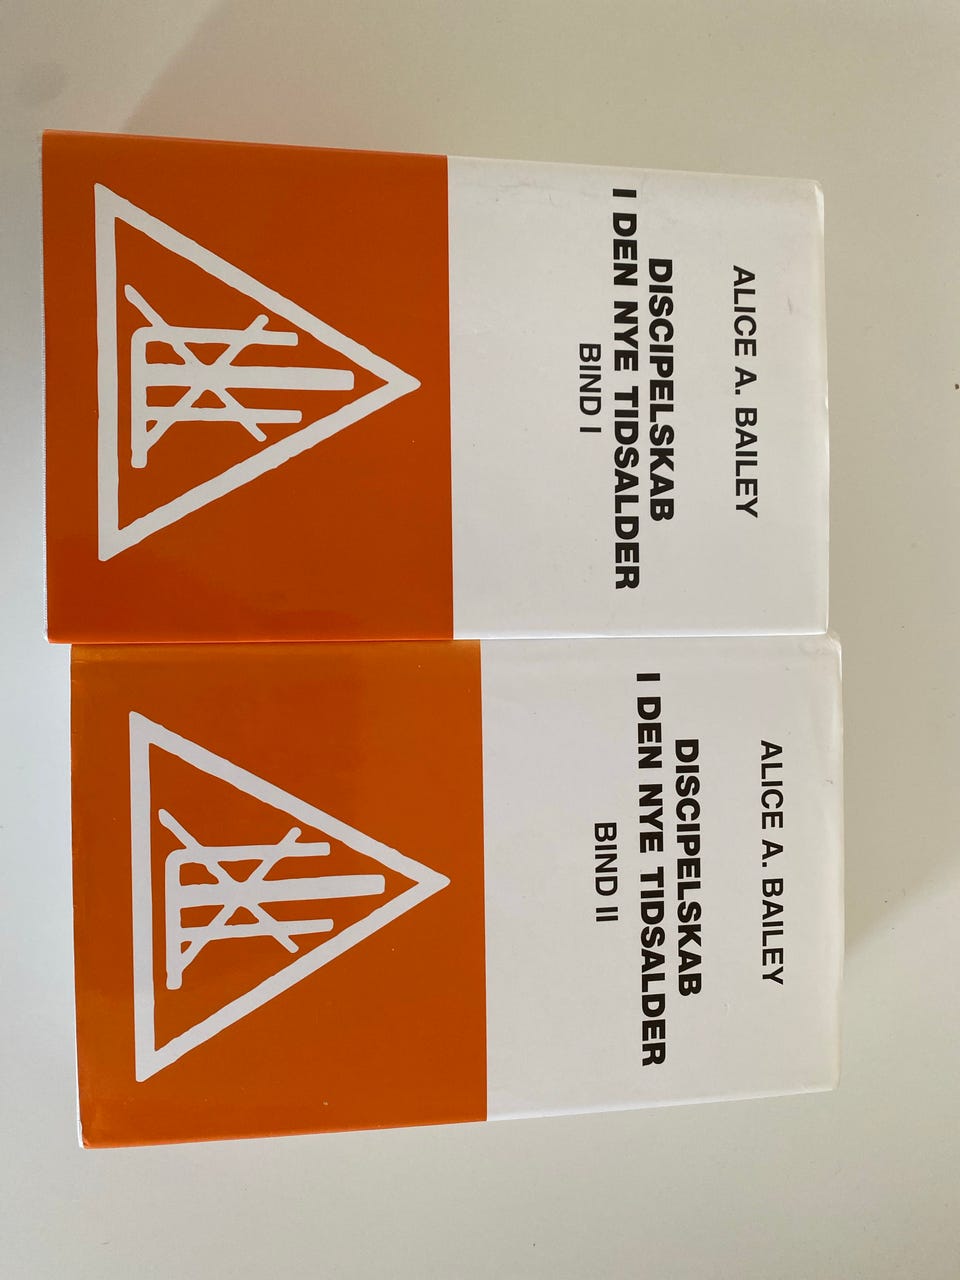 ALICE A. BAILEY
DISCIPELSKAB
I DEN NYE TIDSALDER
BIND I
ALICE A. BAILEY
DISCIPELSKAB
I DEN NYE TIDSALDER
BIND II